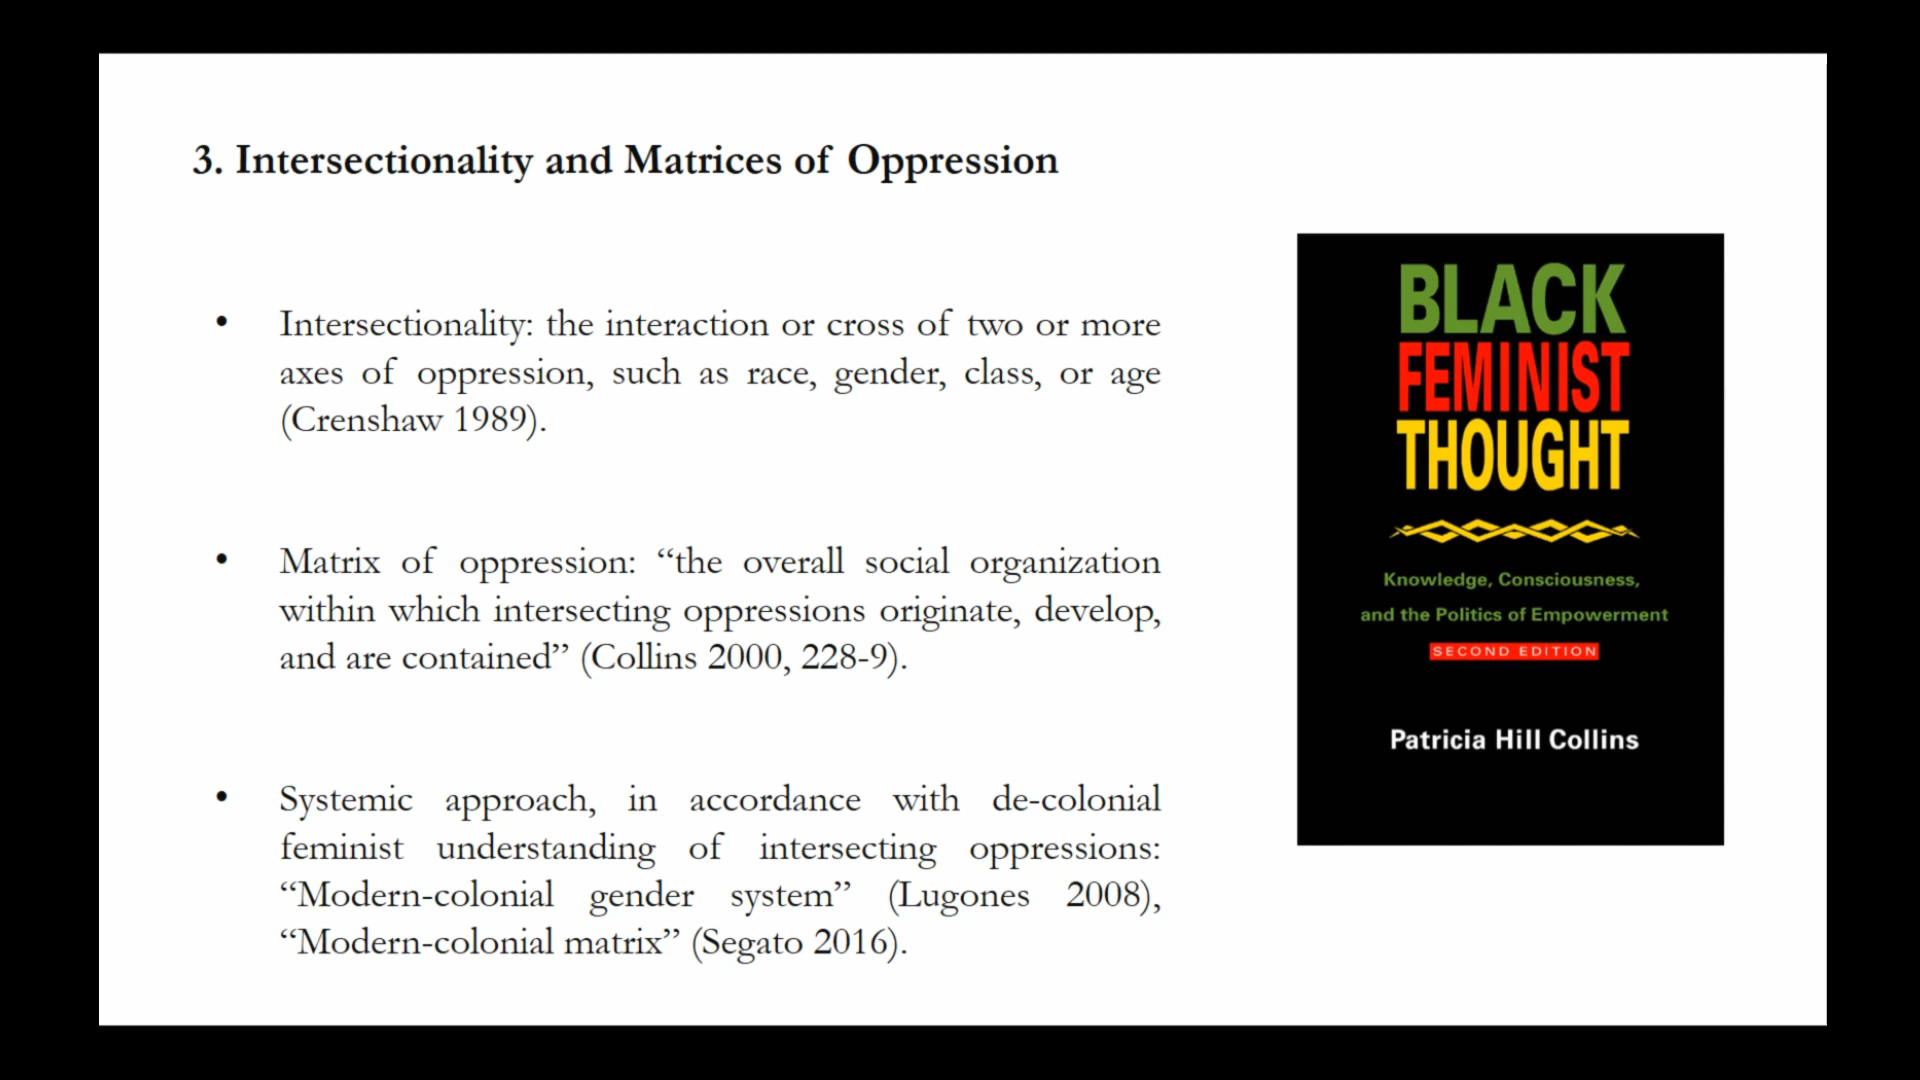 3. Intersectionality and Matrices of Oppression
• Intersectionality: the interaction or cross of two or more
axes of oppression, such as race, gender, class, or age
(Crenshaw 1989).
• Matrix of oppression: “the overall social organization
within which intersecting oppressions originate, develop,
and are contained” (Collins 2000, 228-9).
• Systemic approach, in accordance with de-colonial
feminist understanding of intersecting oppressions:
“Modern-colonial gender system” (Lugones 2008),
“Modern-colonial matrix” (Segato 2016).
BLACK
FEMINIST
THOUGHT
Knowledge, Consciousness,
and the Politics of Empowerment
SECOND EDITION
Patricia Hill Collins